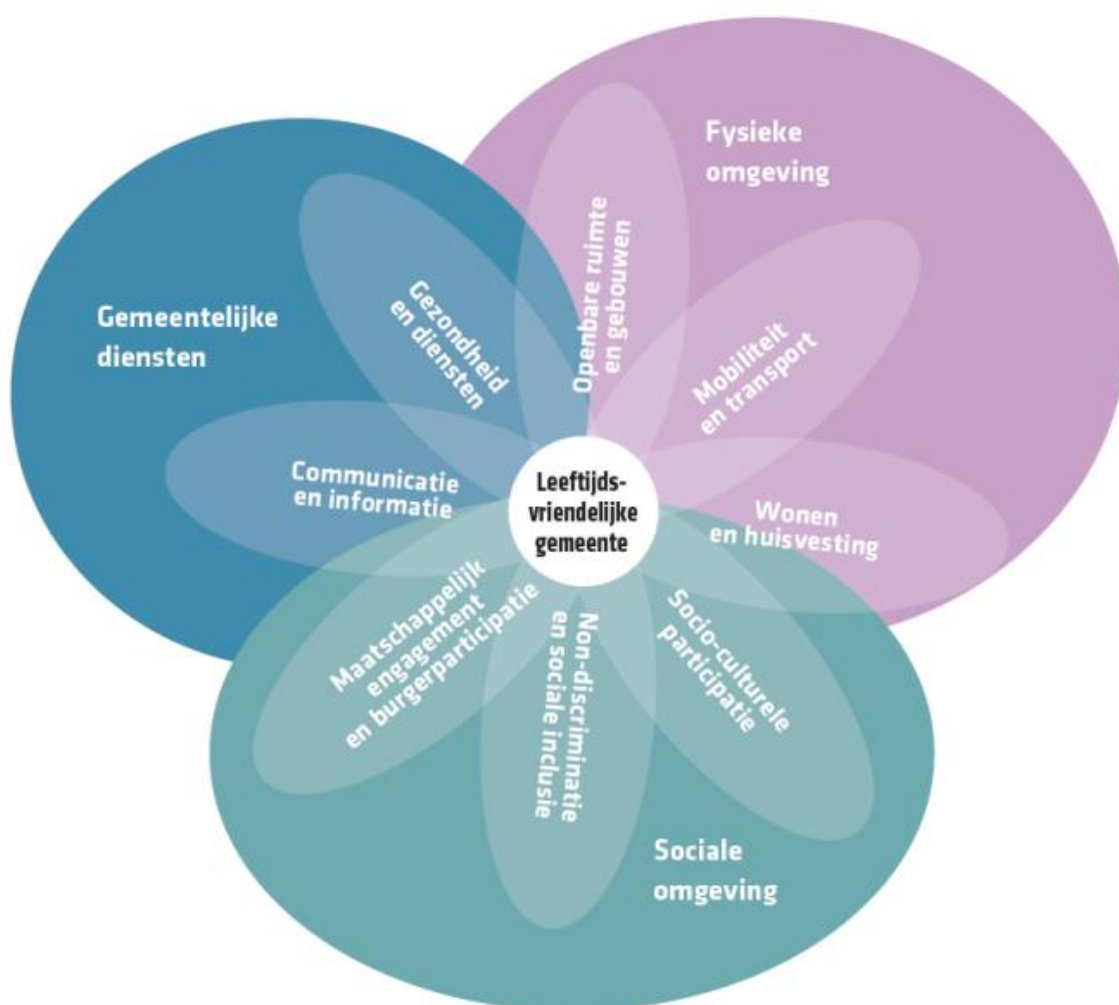 Fysieke
omgeving
Gemeentelijke
diensten
Openbare ruimte
en gebouwen
Gezondheid
en diensten
Mobiliteit
en transport
Communicatie
en informatie
Leeftijds-
vriendelijke
gemeente
Wonen
en huisvesting
Maatschappelijk
engagement
en burgerparticipatie
Non-discriminatie
en sociale inclusie
Socio-culturele
participatie
Sociale
omgeving